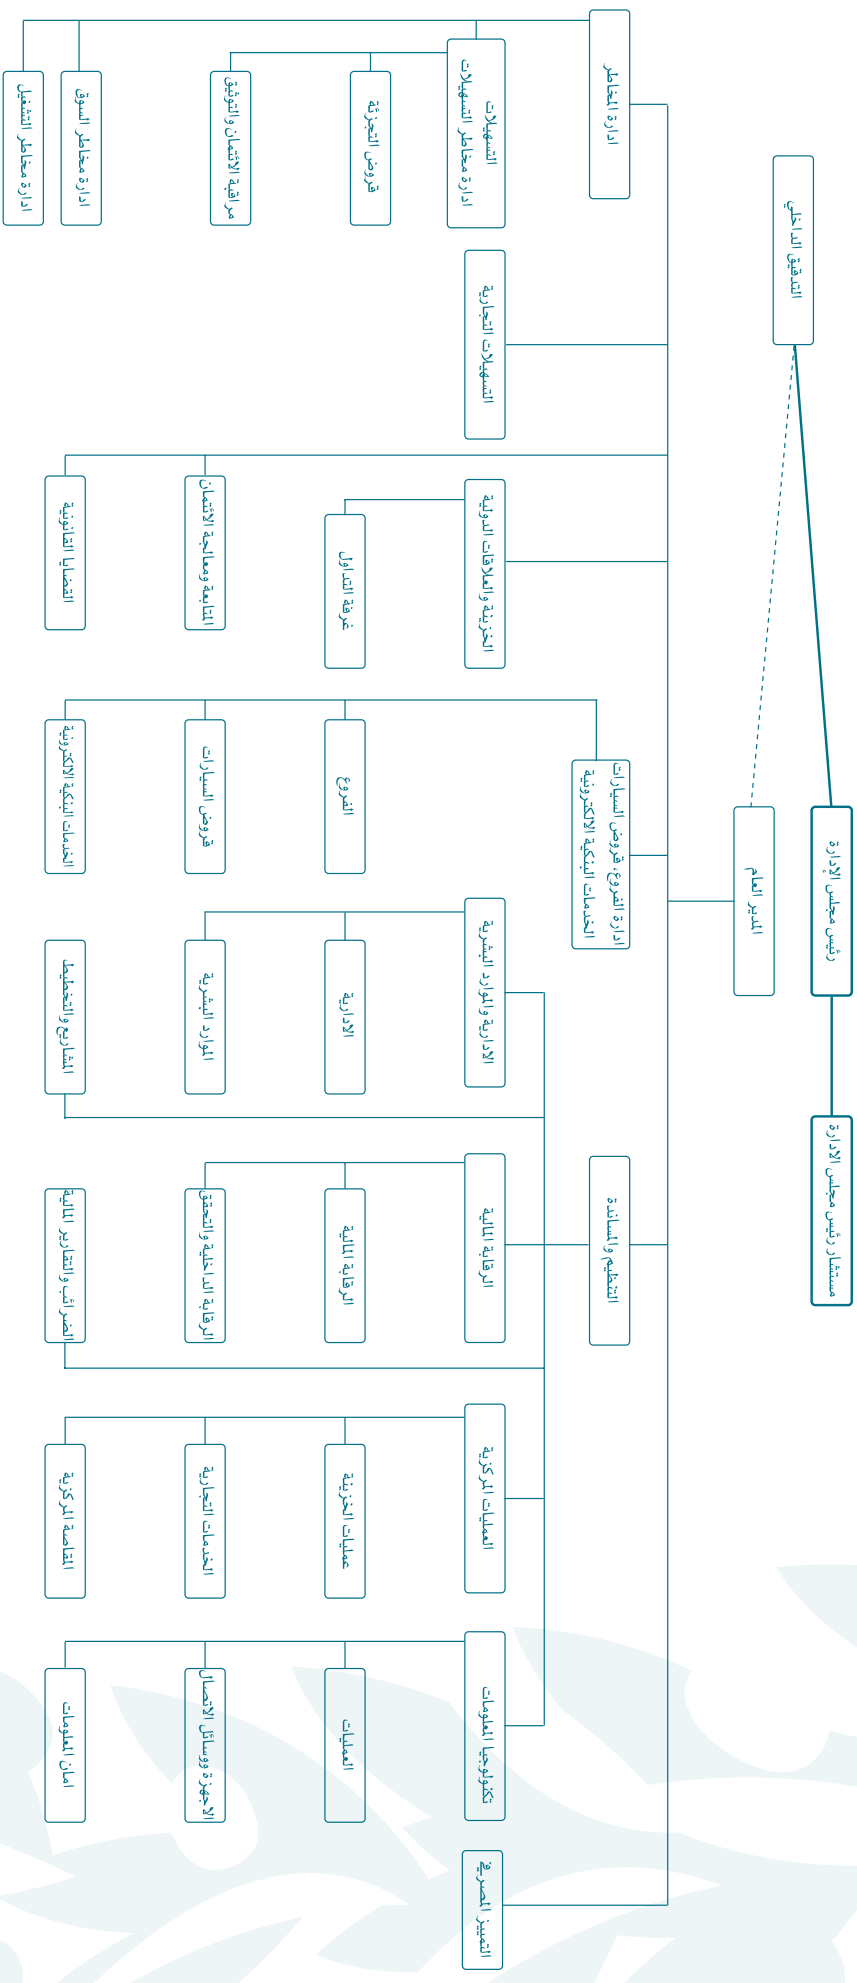 مستشار رئيس مجلس الادارة
رئيس مجلس الإدارة
التدقيق الداخلي
المدير العام
التمييز المصرفي
التنظيم والمساندة
ادارة الفروع، قروض السيارات
الخدمات البنكية الالكترونية
الخزينة والعلاقات الدولية
التسهيلات التجارية
ادارة المخاطر
تكنولوجيا المعلومات
العمليات المركزية
الرقابة المالية
الادارية والموارد البشرية
ادارة مخاطر التسهيلات
التسهيلات
العمليات
الاجهزة ووسائل الاتصال
امان المعلومات
عمليات الخزينة
الخدمات التجارية
المقاصة المركزية
الرقابة المالية
الرقابة الداخلية والتحقق
الضرائب والتقارير المالية
الادارية
الموارد البشرية
المشاريع والتخطيط
الفروع
قروض السيارات
الخدمات البنكية الالكترونية
غرفة التداول
المتابعة ومعالجة الائتمان
القضايا القانونية
قروض التجزئة
مراقبة الائتمان والتوثيق
ادارة مخاطر السوق
ادارة مخاطر التشغيل